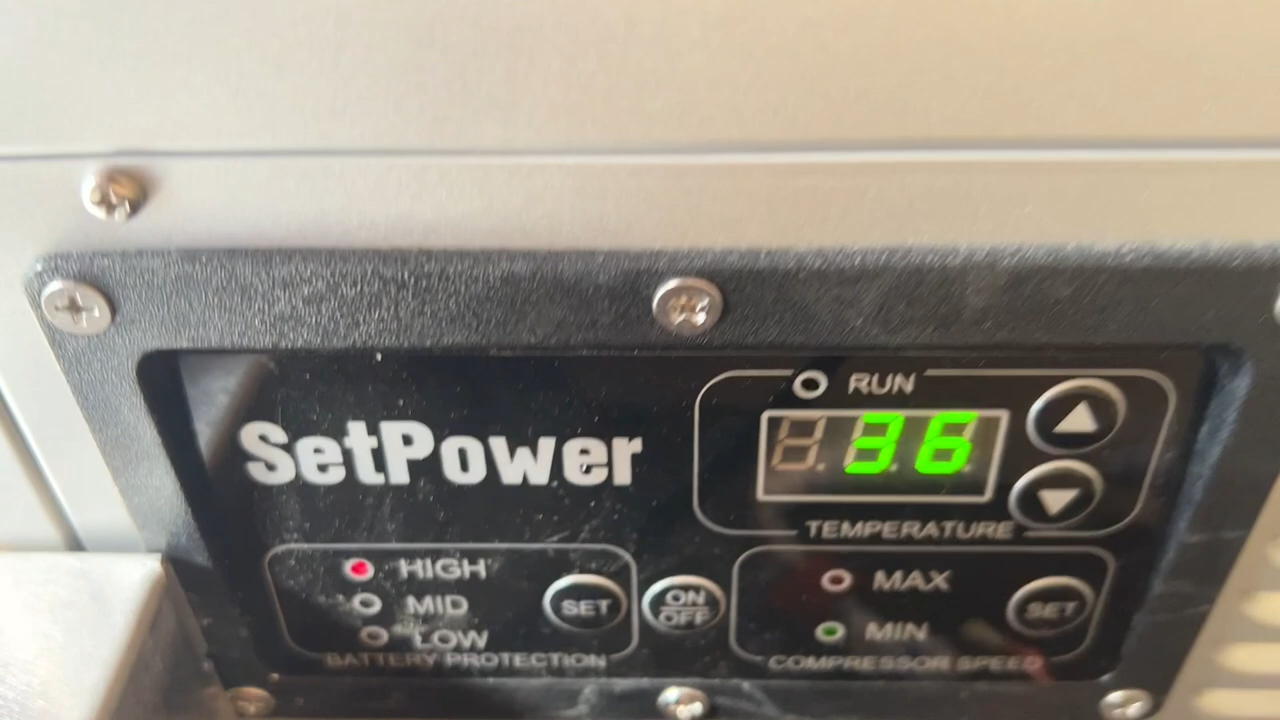 RUN
SetPower
36
TEMPERATURE
HIGH
MID
LOW
SET
BATTERY PROTECTION
ON
OFF
MAX
MIN
SET
COMPRESSOR SPEED